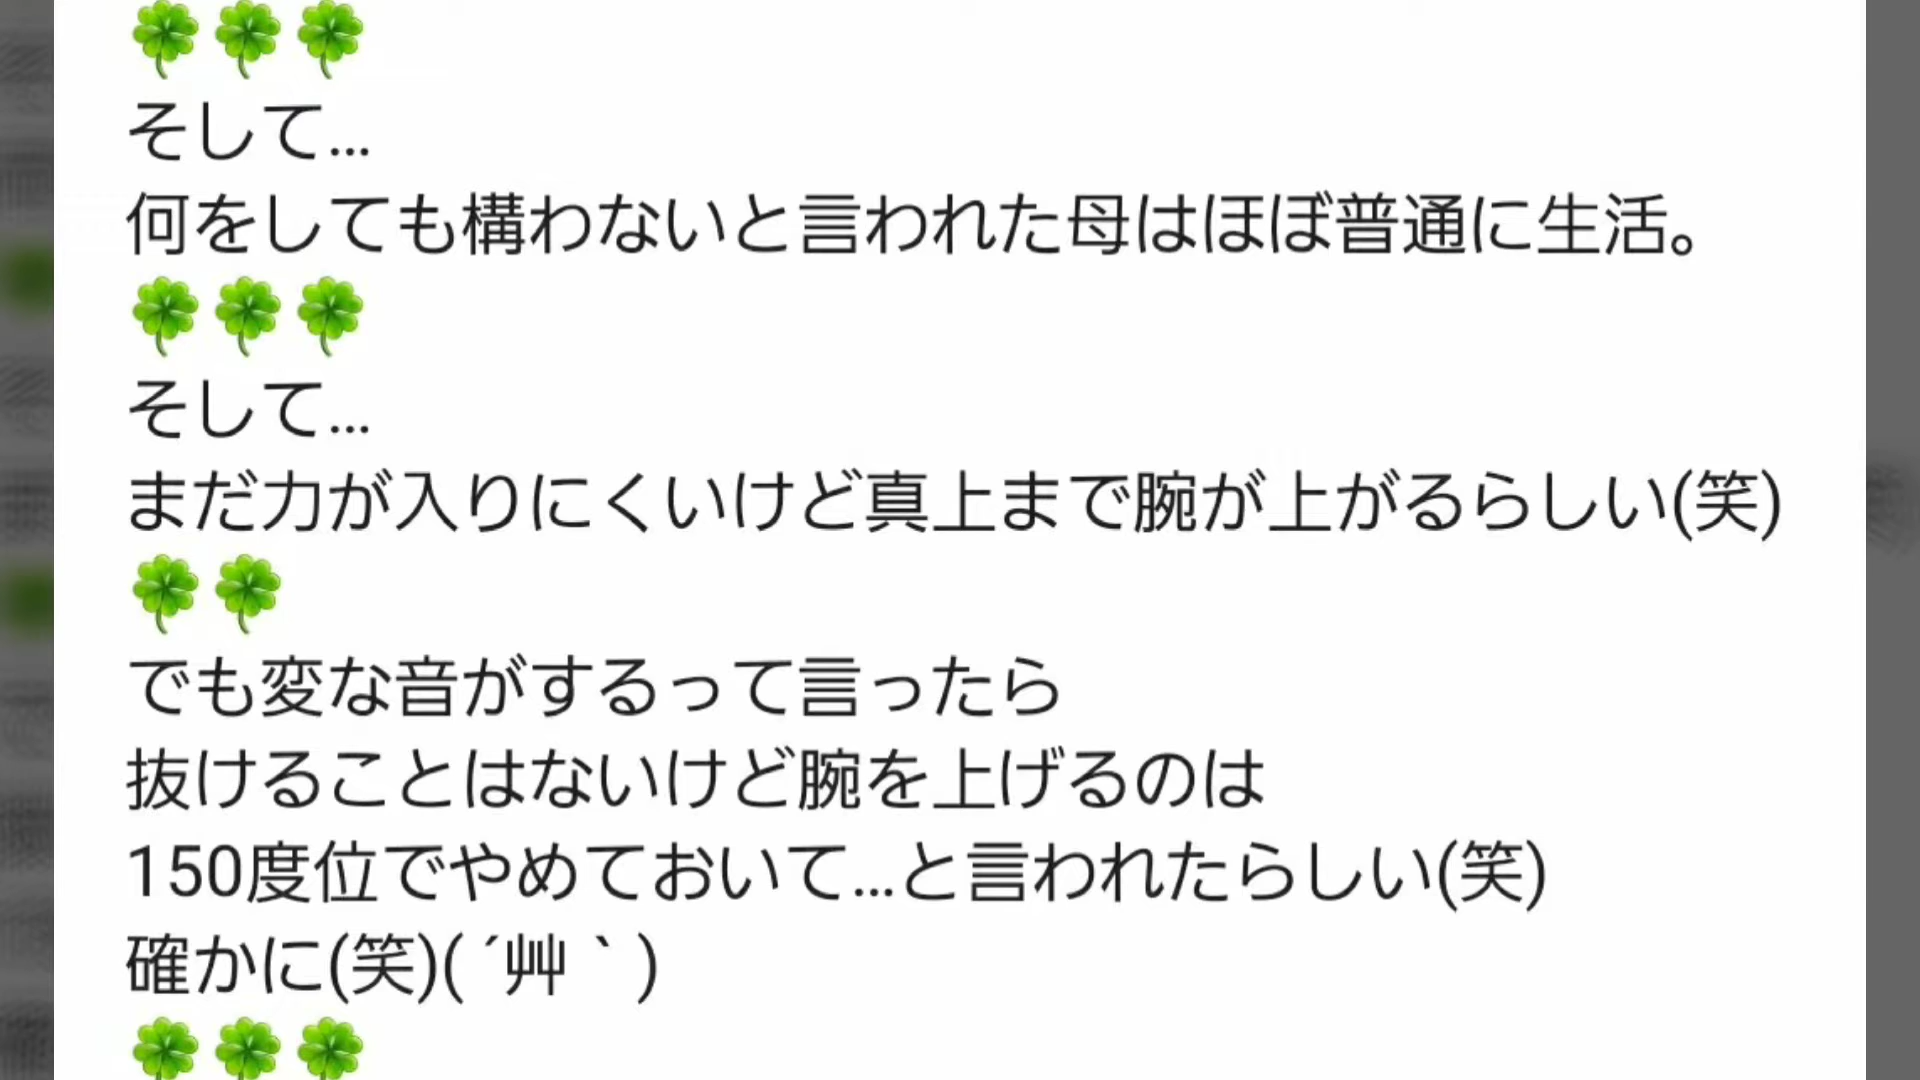 🍀🍀🍀
そして…
何をしても構わないと言われた母はほぼ普通に生活。
🍀🍀🍀
そして…
まだ力が入りにくいけど真上まで腕が上がるらしい(笑)
🍀🍀
でも変な音がするって言ったら
抜けることはないけど腕を上げるのは
150度位でやめておいて…と言われたらしい(笑)
確かに(笑)( ´艸｀)
🍀🍀🍀